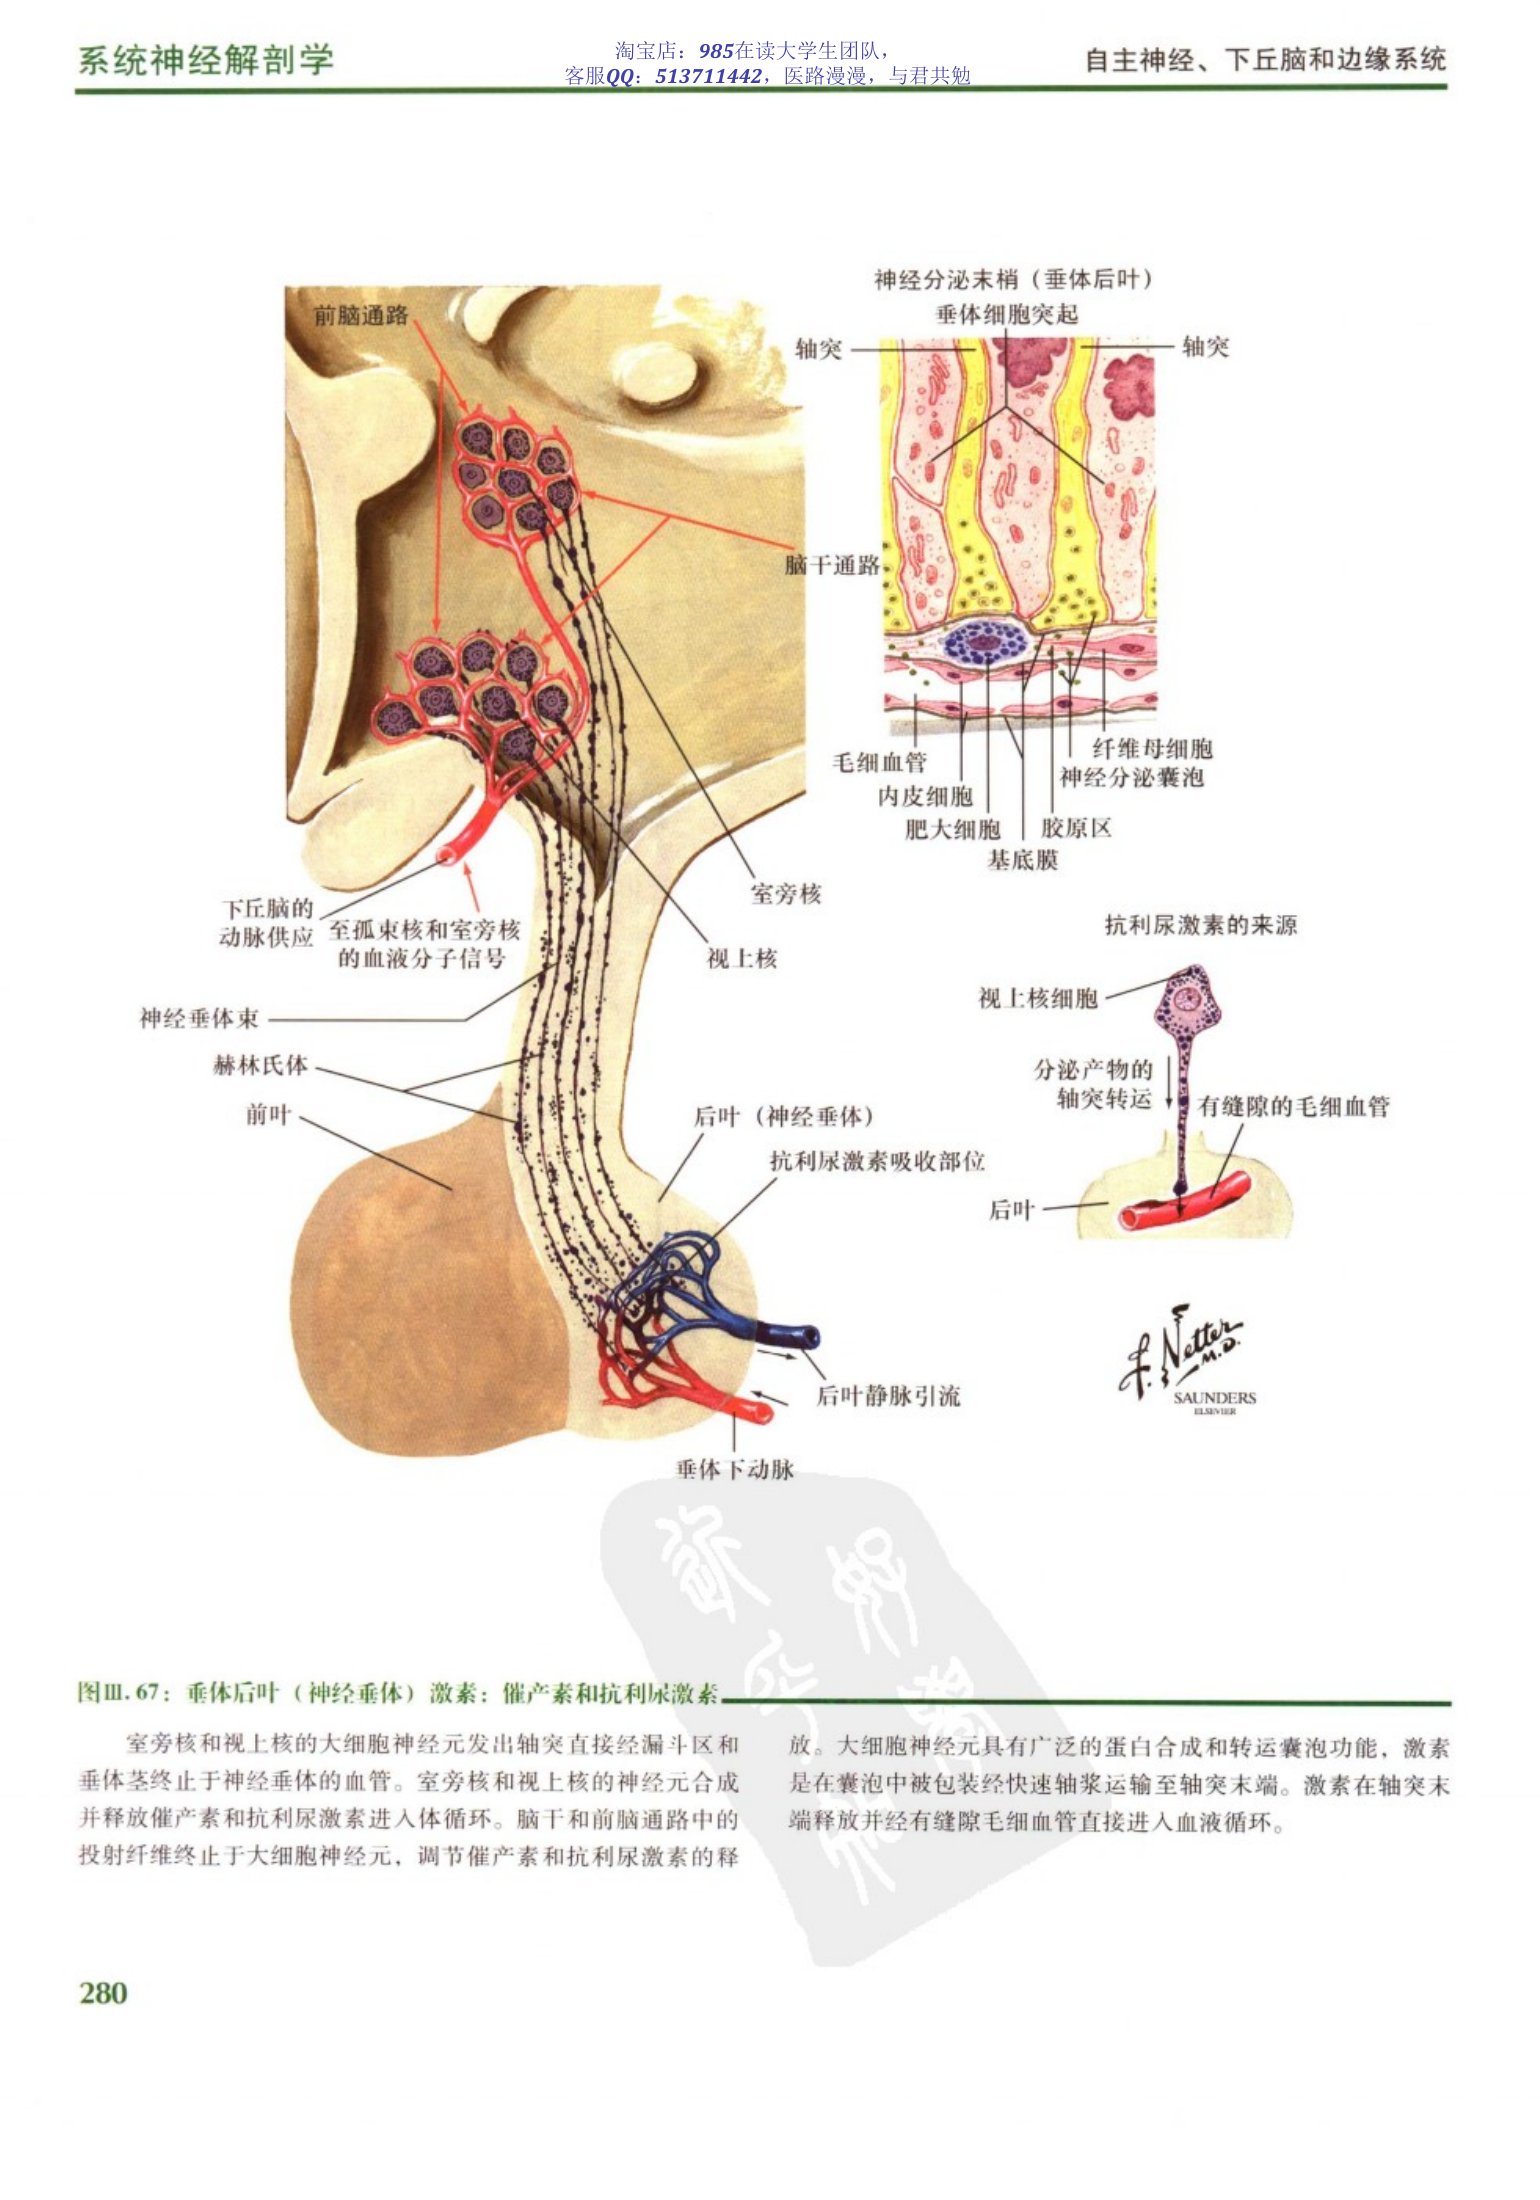 系统神经解剖学
淘宝店：985在读大学生团队，
客服QQ：513711442，医路漫漫，与君共勉
自主神经、下丘脑和边缘系统
前脑通路
脑干通路
神经分泌末梢（垂体后叶）
垂体细胞突起
轴突
轴突
毛细血管
内皮细胞
肥大细胞
基底膜
胶原区
神经分泌囊泡
纤维母细胞
室旁核
视上核
下丘脑的
动脉供应
至孤束核和室旁核
的血液分子信号
神经垂体束
赫林氏体
前叶
后叶（神经垂体）
抗利尿激素吸收部位
后叶静脉引流
垂体下动脉
抗利尿激素的来源
视上核细胞
分泌产物的
轴突转运
有缝隙的毛细血管
后叶
F. Netter
M.D.
SAUNDERS
ELSEVIER
图Ⅲ.67：垂体后叶（神经垂体）激素：催产素和抗利尿激素
室旁核和视上核的大细胞神经元发出轴突直接经漏斗区和
垂体茎终止于神经垂体的血管。室旁核和视上核的神经元合成
并释放催产素和抗利尿激素进入体循环。脑干和前脑通路中的
投射纤维终止于大细胞神经元，调节催产素和抗利尿激素的释
放。大细胞神经元具有广泛的蛋白合成和转运囊泡功能，激素
是在囊泡中被包装经快速轴浆运输至轴突末端。激素在轴突末
端释放并经有缝隙毛细血管直接进入血液循环。
280